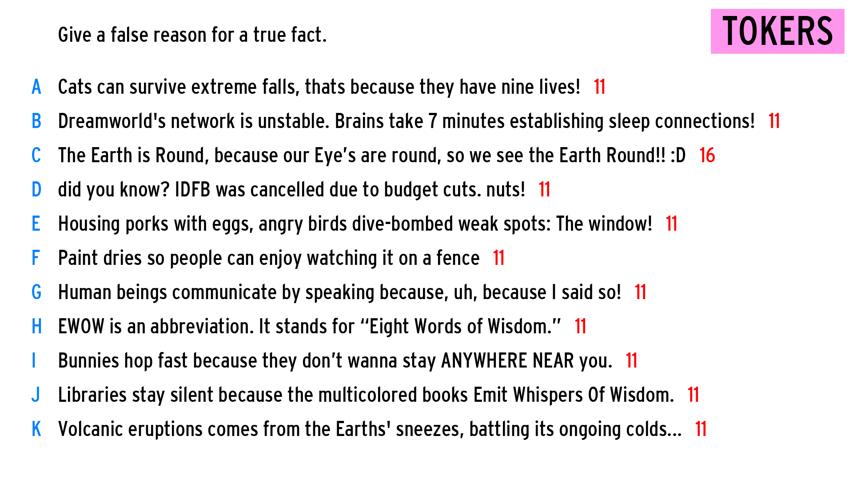 Give a false reason for a true fact.
TOKERS
A Cats can survive extreme falls, thats because they have nine lives! 11
B Dreamworld's network is unstable. Brains take 7 minutes establishing sleep connections! 11
C The Earth is Round, because our Eye’s are round, so we see the Earth Round!! :D 16
D did you know? IDFB was cancelled due to budget cuts. nuts! 11
E Housing porks with eggs, angry birds dive-bombed weak spots: The window! 11
F Paint dries so people can enjoy watching it on a fence 11
G Human beings communicate by speaking because, uh, because I said so! 11
H EWOW is an abbreviation. It stands for “Eight Words of Wisdom.” 11
I Bunnies hop fast because they don’t wanna stay ANYWHERE NEAR you. 11
J Libraries stay silent because the multicolored books Emit Whispers Of Wisdom. 11
K Volcanic eruptions comes from the Earths' sneezes, battling its ongoing colds... 11